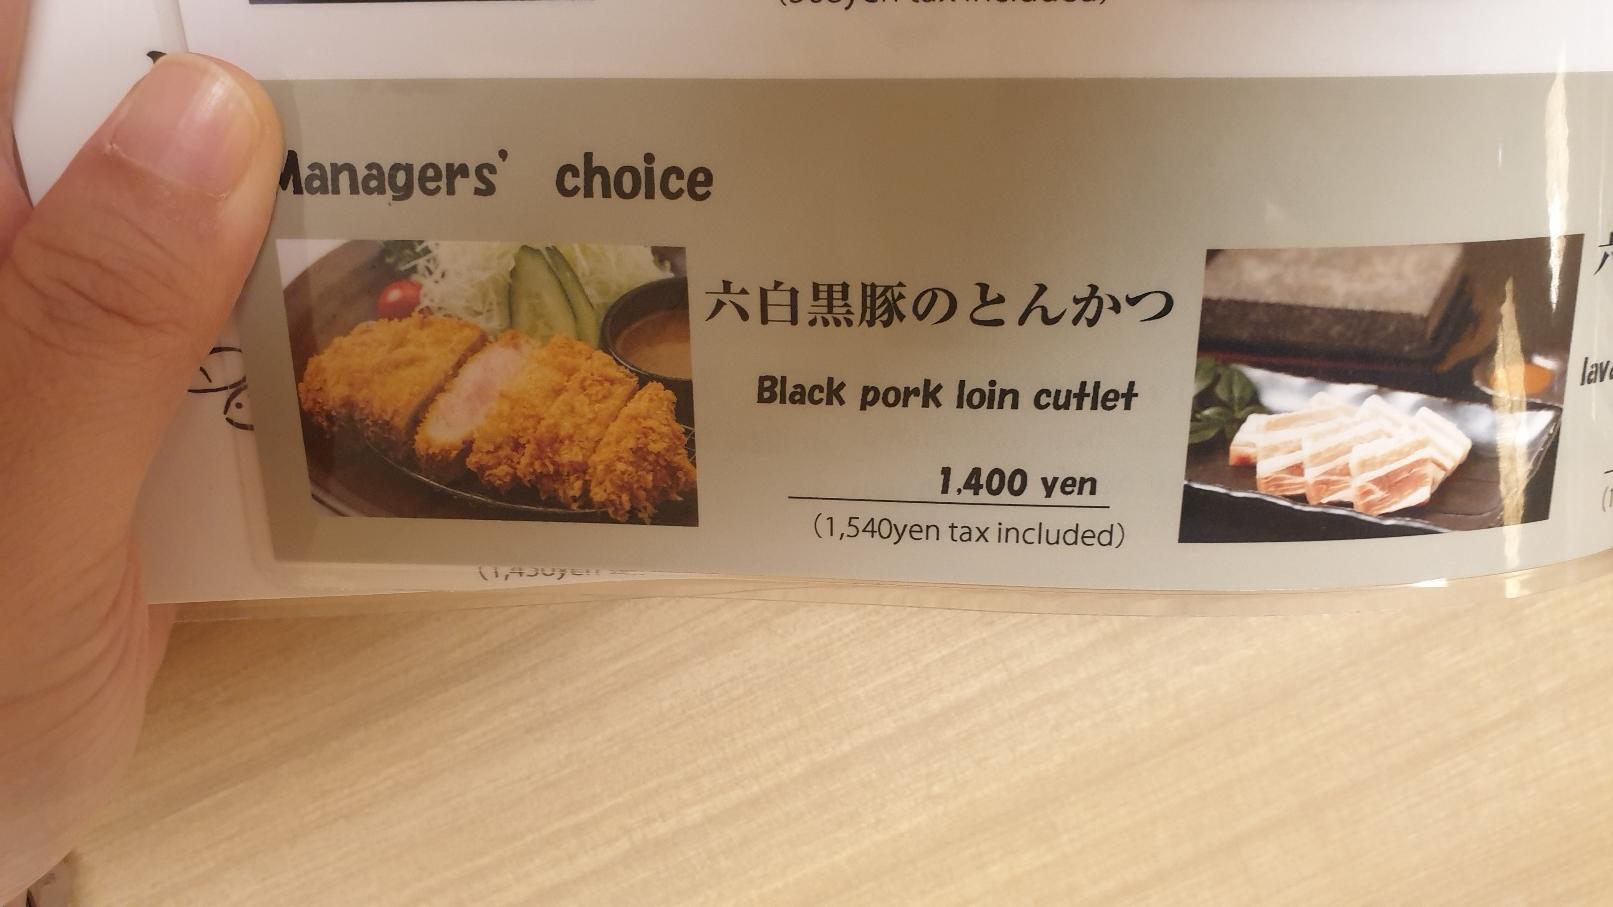 Managers' choice
六白黒豚のとんかつ
Black pork loin cutlet
1,400 yen
(1,540yen tax included)